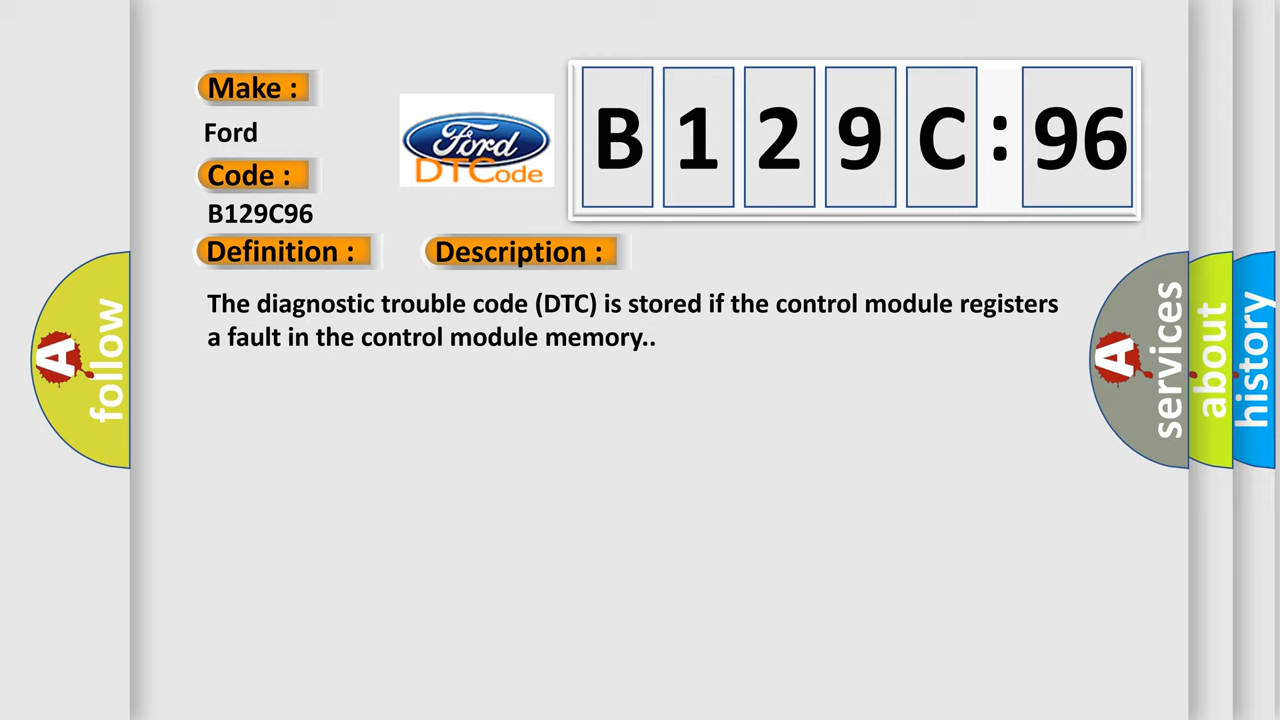 Make :
Ford
Code :
B129C96
Ford
DTCode
B 1 2 9 C : 96
Definition :
Description :
The diagnostic trouble code (DTC) is stored if the control module registers
a fault in the control module memory..
A follow
A services
about
history